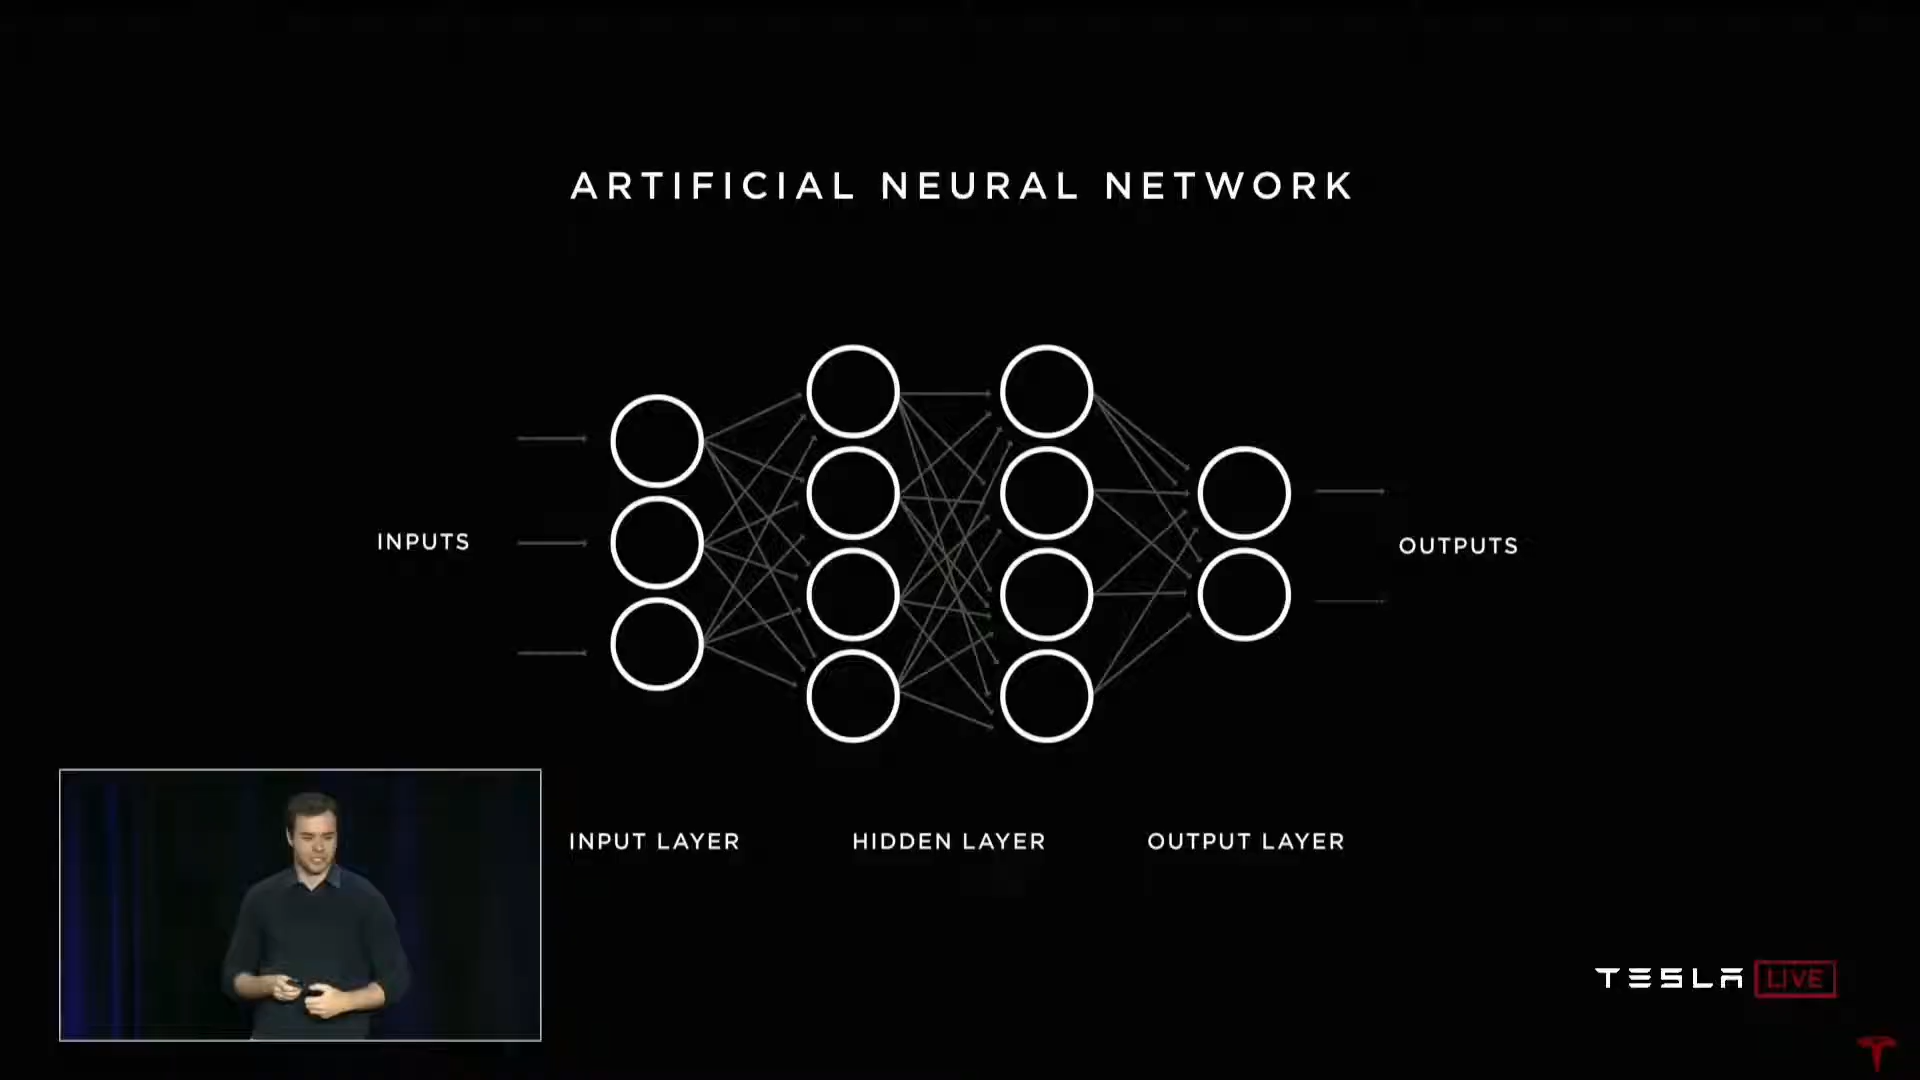 ARTIFICIAL NEURAL NETWORK
INPUTS
OUTPUTS
INPUT LAYER
HIDDEN LAYER
OUTPUT LAYER
TESLA LIVE